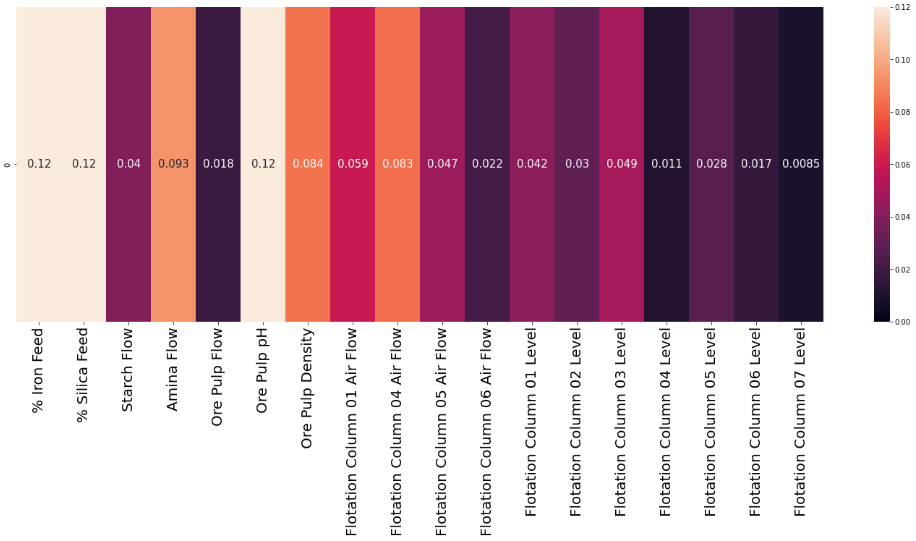 0
0.12
0.12
0.04
0.093
0.018
0.12
0.084
0.059
0.083
0.047
0.022
0.042
0.03
0.049
0.011
0.028
0.017
0.0085
% Iron Feed
% Silica Feed
Starch Flow
Amina Flow
Ore Pulp Flow
Ore Pulp pH
Ore Pulp Density
Flotation Column 01 Air Flow
Flotation Column 04 Air Flow
Flotation Column 05 Air Flow
Flotation Column 06 Air Flow
Flotation Column 01 Level
Flotation Column 02 Level
Flotation Column 03 Level
Flotation Column 04 Level
Flotation Column 05 Level
Flotation Column 06 Level
Flotation Column 07 Level
0.12
0.10
0.08
0.06
0.04
0.02
0.00